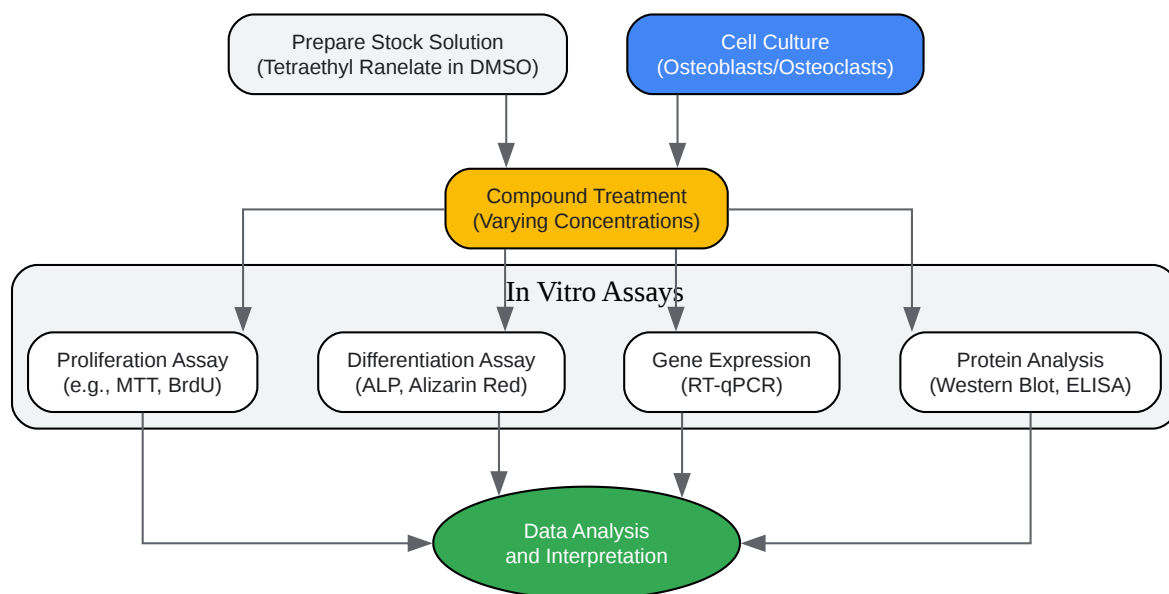 Prepare Stock Solution
(Tetraethyl Ranelate in DMSO)
Cell Culture
(Osteoblasts/Osteoclasts)
Compound Treatment
(Varying Concentrations)
In Vitro Assays
Proliferation Assay
(e.g., MTT, BrdU)
Differentiation Assay
(ALP, Alizarin Red)
Gene Expression
(RT-qPCR)
Protein Analysis
(Western Blot, ELISA)
Data Analysis
and Interpretation